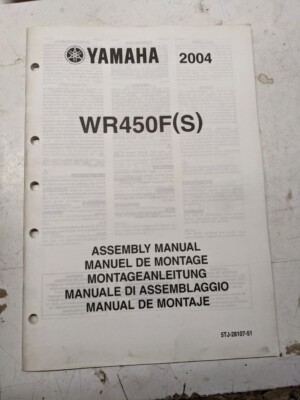 YAMAHA 2004
WR450F(S)
ASSEMBLY MANUAL
MANUEL DE MONTAGE
MONTAGEANLEITUNG
MANUALE DI ASSEMBLAGGIO
MANUAL DE MONTAJE
5TJ-28107-51